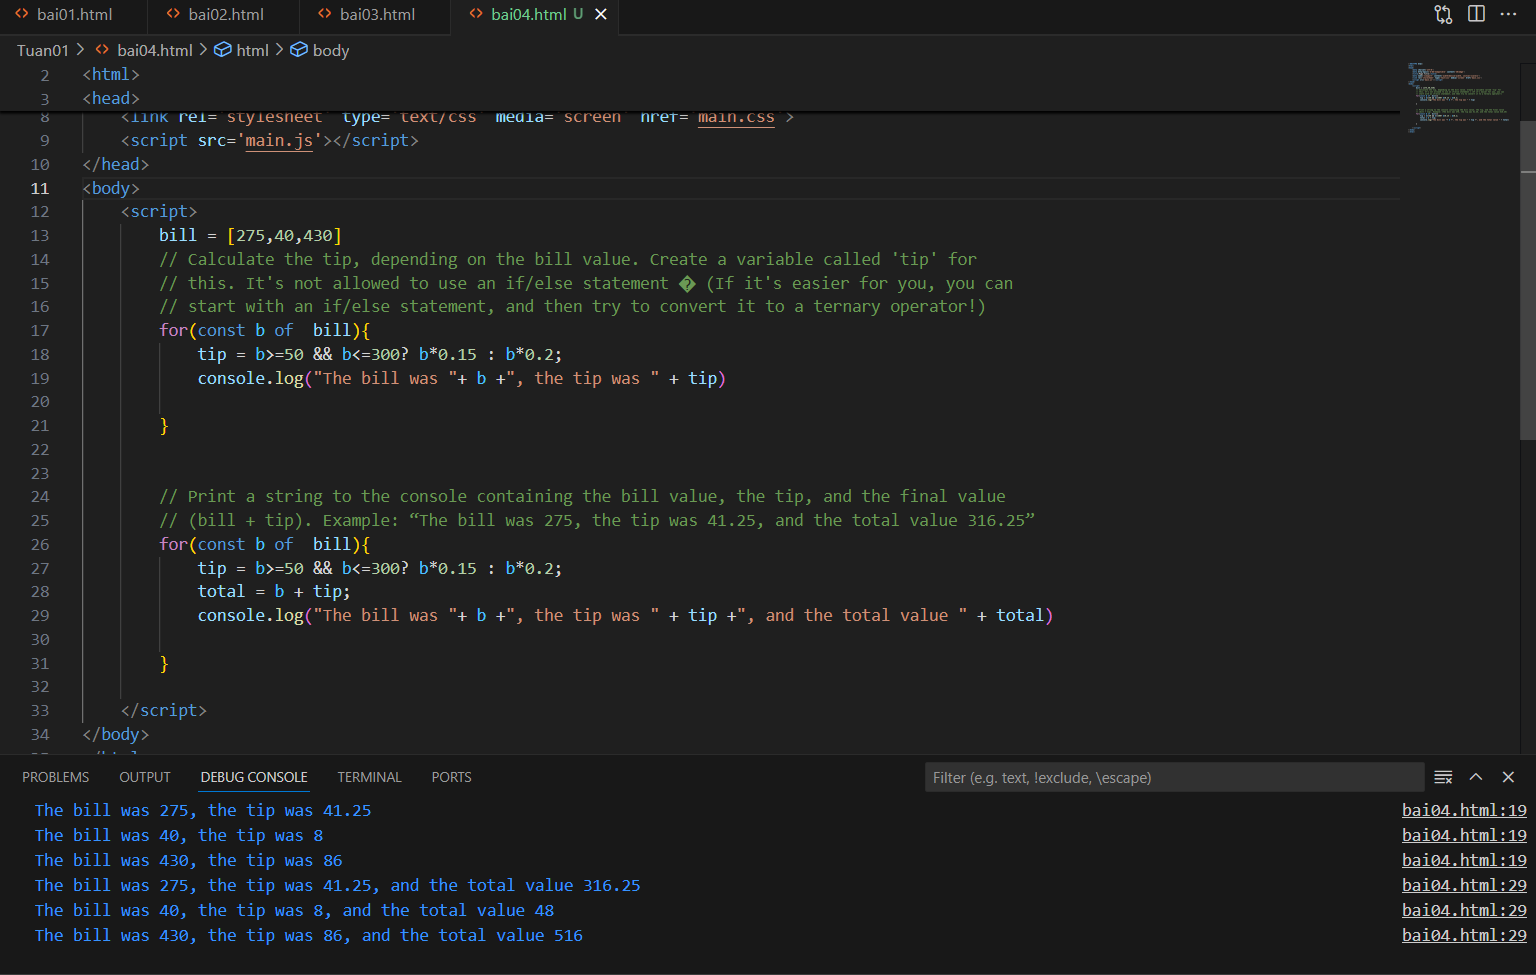 bai01.html bai02.html bai03.html bai04.html U
Tuan01 > bai04.html > html > body
2 <html>
3 <head>
8 <link rel='stylesheet' type='text/css' media='screen' href='main.css'>
9 <script src='main.js'></script>
10 </head>
11 <body>
12 <script>
13 bill = [275,40,430]
14 // Calculate the tip, depending on the bill value. Create a variable called 'tip' for
15 // this. It's not allowed to use an if/else statement � (If it's easier for you, you can
16 // start with an if/else statement, and then try to convert it to a ternary operator!)
17 for(const b of  bill){
18 tip = b>=50 && b<=300? b*0.15 : b*0.2;
19 console.log("The bill was "+ b +", the tip was " + tip)
20
21 }
22
23
24 // Print a string to the console containing the bill value, the tip, and the final value
25 // (bill + tip). Example: “The bill was 275, the tip was 41.25, and the total value 316.25”
26 for(const b of  bill){
27 tip = b>=50 && b<=300? b*0.15 : b*0.2;
28 total = b + tip;
29 console.log("The bill was "+ b +", the tip was " + tip +", and the total value " + total)
30
31 }
32
33 </script>
34 </body>
PROBLEMS OUTPUT DEBUG CONSOLE TERMINAL PORTS Filter (e.g. text, !exclude, \escape)
The bill was 275, the tip was 41.25 bai04.html:19
The bill was 40, the tip was 8 bai04.html:19
The bill was 430, the tip was 86 bai04.html:19
The bill was 275, the tip was 41.25, and the total value 316.25 bai04.html:29
The bill was 40, the tip was 8, and the total value 48 bai04.html:29
The bill was 430, the tip was 86, and the total value 516 bai04.html:29